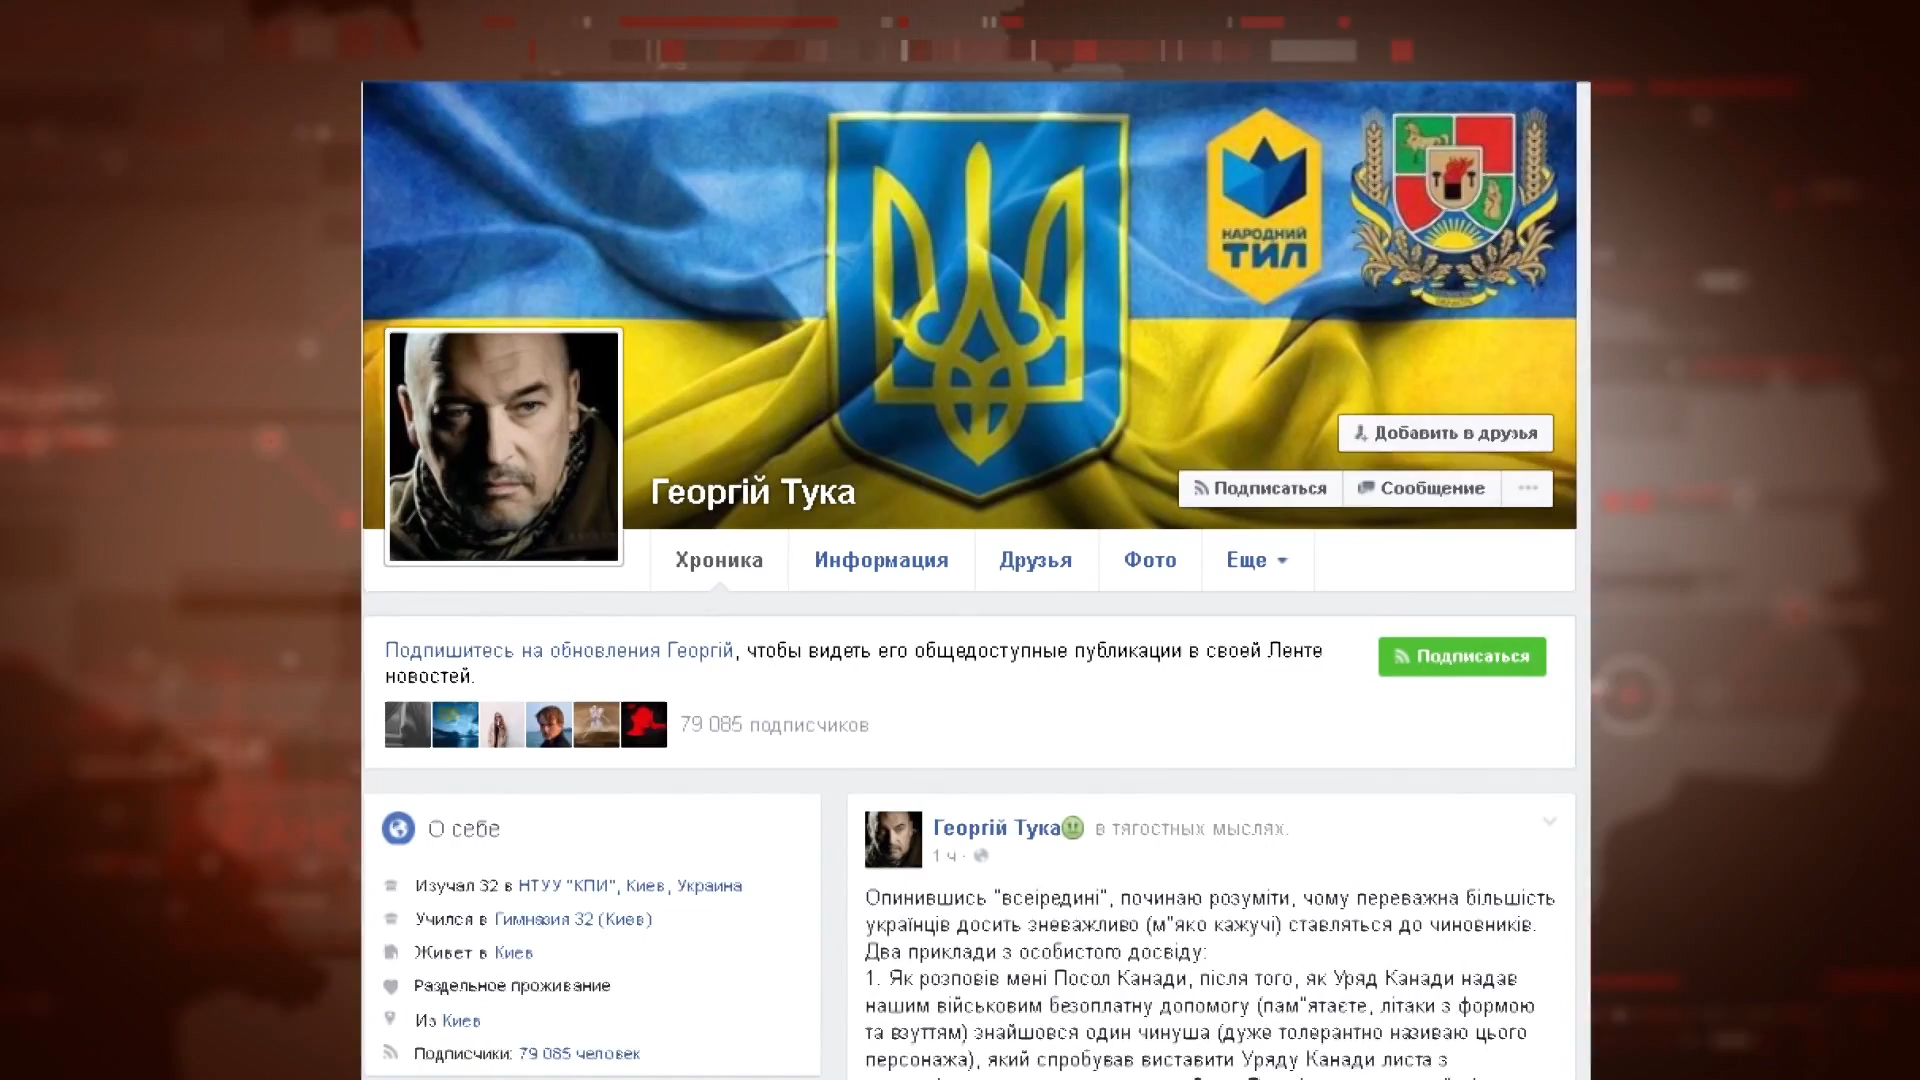 НАРОДНИЙ
ТИЛ
Добавить в друзья
Георгій Тука
Подписаться
Сообщение
Хроника
Информация
Друзья
Фото
Еще
Подпишитесь на обновления Георгій, чтобы видеть его общедоступные публикации в своей Ленте
новостей.
Подписаться
79 085 подписчиков
О себе
Изучал 32 в НТУУ "КПИ", Киев, Украина
Учился в Гимназия 32 (Киев)
Живет в Киев
Раздельное проживание
Из Киев
Подписчики: 79 085 человек
Георгій Тука в тягостных мыслях.
1 ч ·
Опинившись "всеірединi", починаю розуміти, чому переважна більшість
українців досить зневажливо (м"яко кажучі) ставляться до чиновників.
Два приклади з особистого досвіду:
1. Як розповів мені Посол Канади, після того, як Уряд Канади надав
нашим військовим безоплатну допомогу (пам"ятаєте, літаки з формою
та взуттям) знайшовся один чинуша (дуже толерантно називаю цього
персонажа), який спробував виставити Уряду Канади листа з